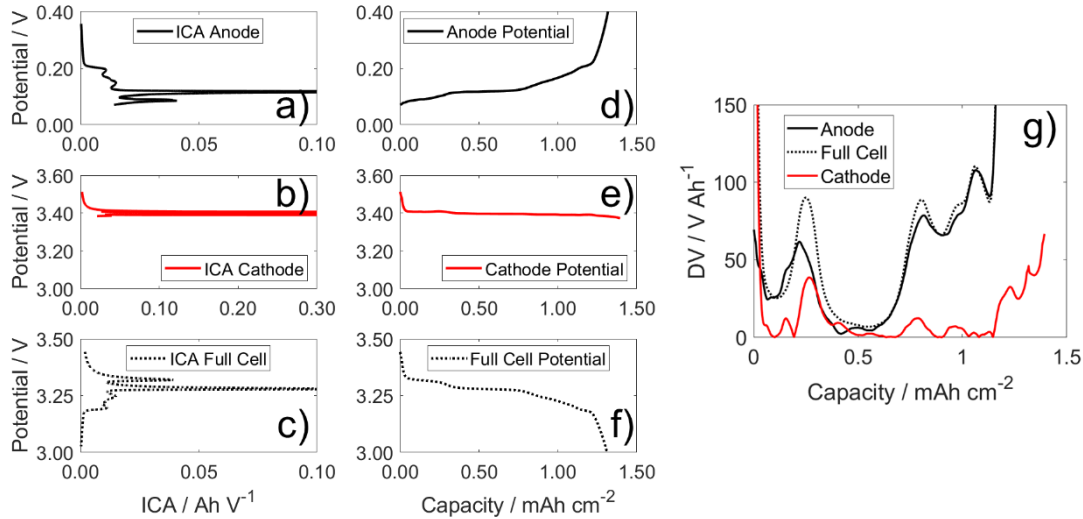 Potential / V
0.40
0.20
0.00
ICA Anode
a)
0.00
0.05
0.10
0.40
0.20
0.00
Anode Potential
d)
0.00
0.50
1.00
1.50
Potential / V
3.60
3.40
3.20
3.00
b)
ICA Cathode
0.00
0.10
0.20
0.30
3.60
3.40
3.20
3.00
e)
Cathode Potential
0.00
0.50
1.00
1.50
Potential / V
3.50
3.25
3.00
ICA Full Cell
c)
0.00
0.05
0.10
ICA / Ah V-1
3.50
3.25
3.00
Full Cell Potential
f)
0.00
0.50
1.00
1.50
Capacity / mAh cm-2
DV / V Ah-1
150
100
50
0
Anode
Full Cell
Cathode
g)
0
0.5
1
1.5
Capacity / mAh cm-2